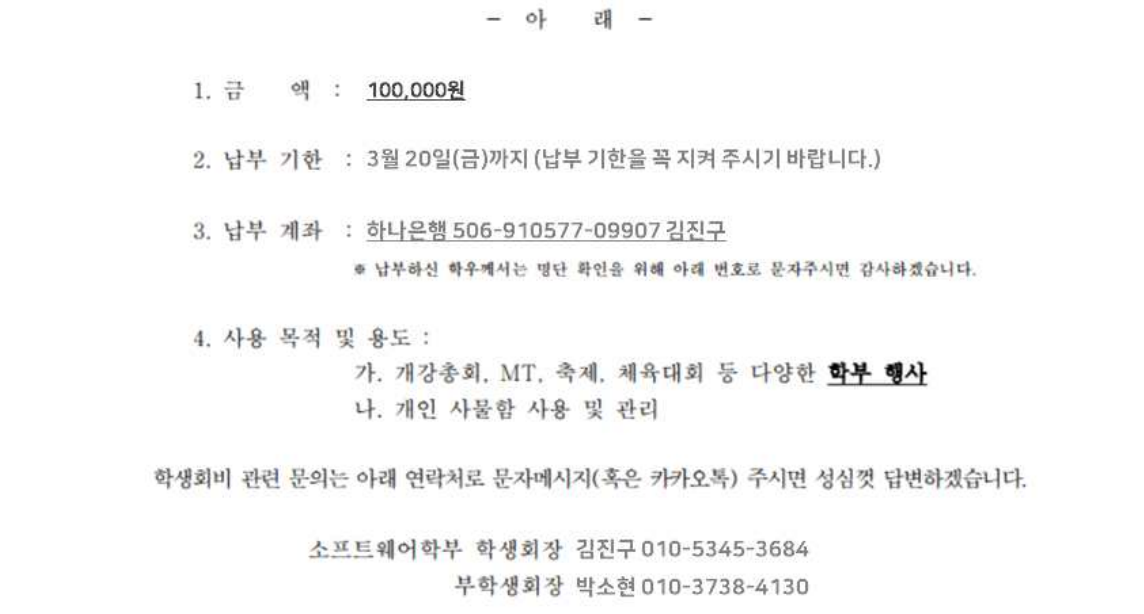 - 아 래 -
1. 금 액 : 100,000원
2. 납부 기한 : 3월 20일(금)까지 (납부 기한을 꼭 지켜 주시기 바랍니다.)
3. 납부 계좌 : 하나은행 506-910577-09907 김진구
※ 납부하신 학우께서는 명단 확인을 위해 아래 번호로 문자주시면 감사하겠습니다.
4. 사용 목적 및 용도 :
가. 개강총회, MT, 축제, 체육대회 등 다양한 학부 행사
나. 개인 사물함 사용 및 관리
학생회비 관련 문의는 아래 연락처로 문자메시지(혹은 카카오톡) 주시면 성심껏 답변하겠습니다.
소프트웨어학부 학생회장 김진구 010-5345-3684
부학생회장 박소현 010-3738-4130